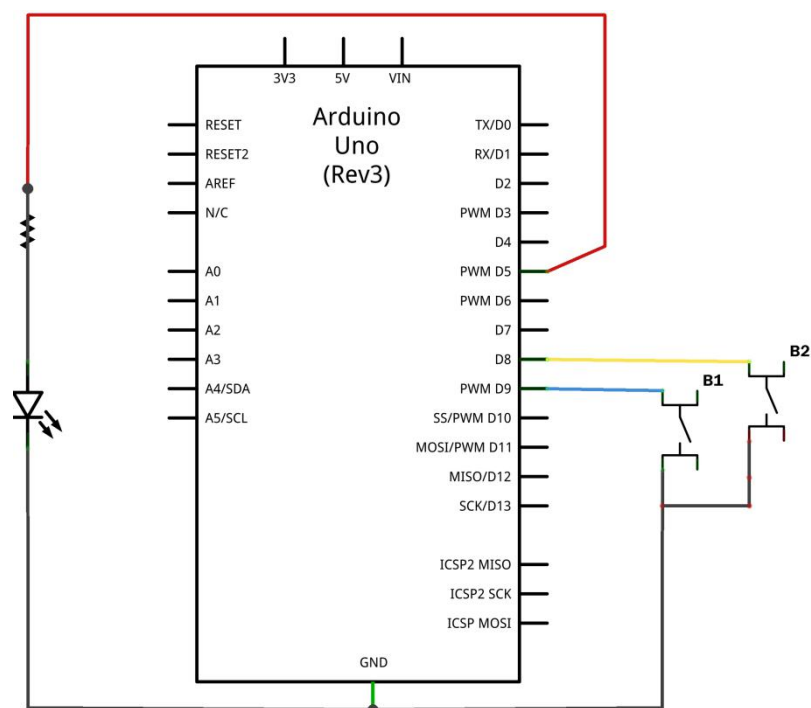 3V3 5V VIN
Arduino
Uno
(Rev3)
RESET
RESET2
AREF
N/C
A0
A1
A2
A3
A4/SDA
A5/SCL
TX/D0
RX/D1
D2
PWM D3
D4
PWM D5
PWM D6
D7
D8
PWM D9
SS/PWM D10
MOSI/PWM D11
MISO/D12
SCK/D13
ICSP2 MISO
ICSP2 SCK
ICSP MOSI
GND
B1
B2